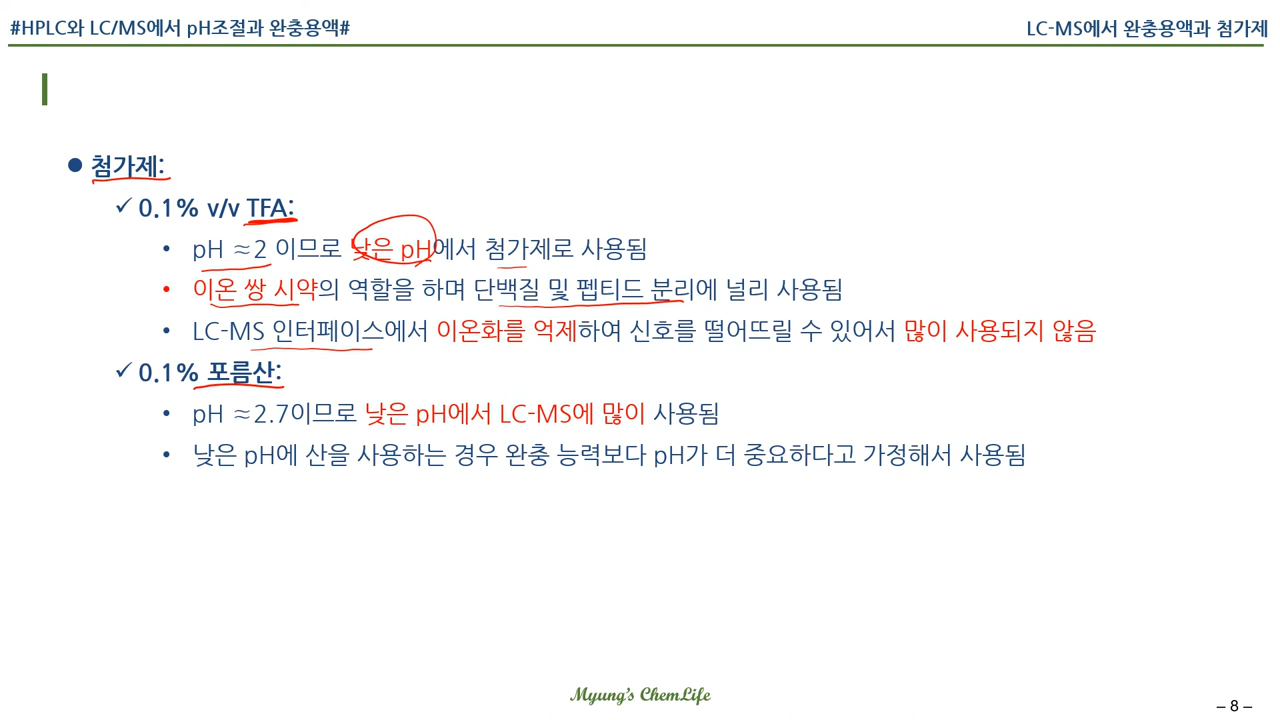 #HPLC와 LC/MS에서 pH조절과 완충용액#
LC-MS에서 완충용액과 첨가제
첨가제:
0.1% v/v TFA:
pH ≈2 이므로 낮은 pH에서 첨가제로 사용됨
이온 쌍 시약의 역할을 하며 단백질 및 펩티드 분리에 널리 사용됨
LC-MS 인터페이스에서 이온화를 억제하여 신호를 떨어뜨릴 수 있어서 많이 사용되지 않음
0.1% 포름산:
pH ≈2.7이므로 낮은 pH에서 LC-MS에 많이 사용됨
낮은 pH에 산을 사용하는 경우 완충 능력보다 pH가 더 중요하다고 가정해서 사용됨
Myung's ChemLife
– 8 –